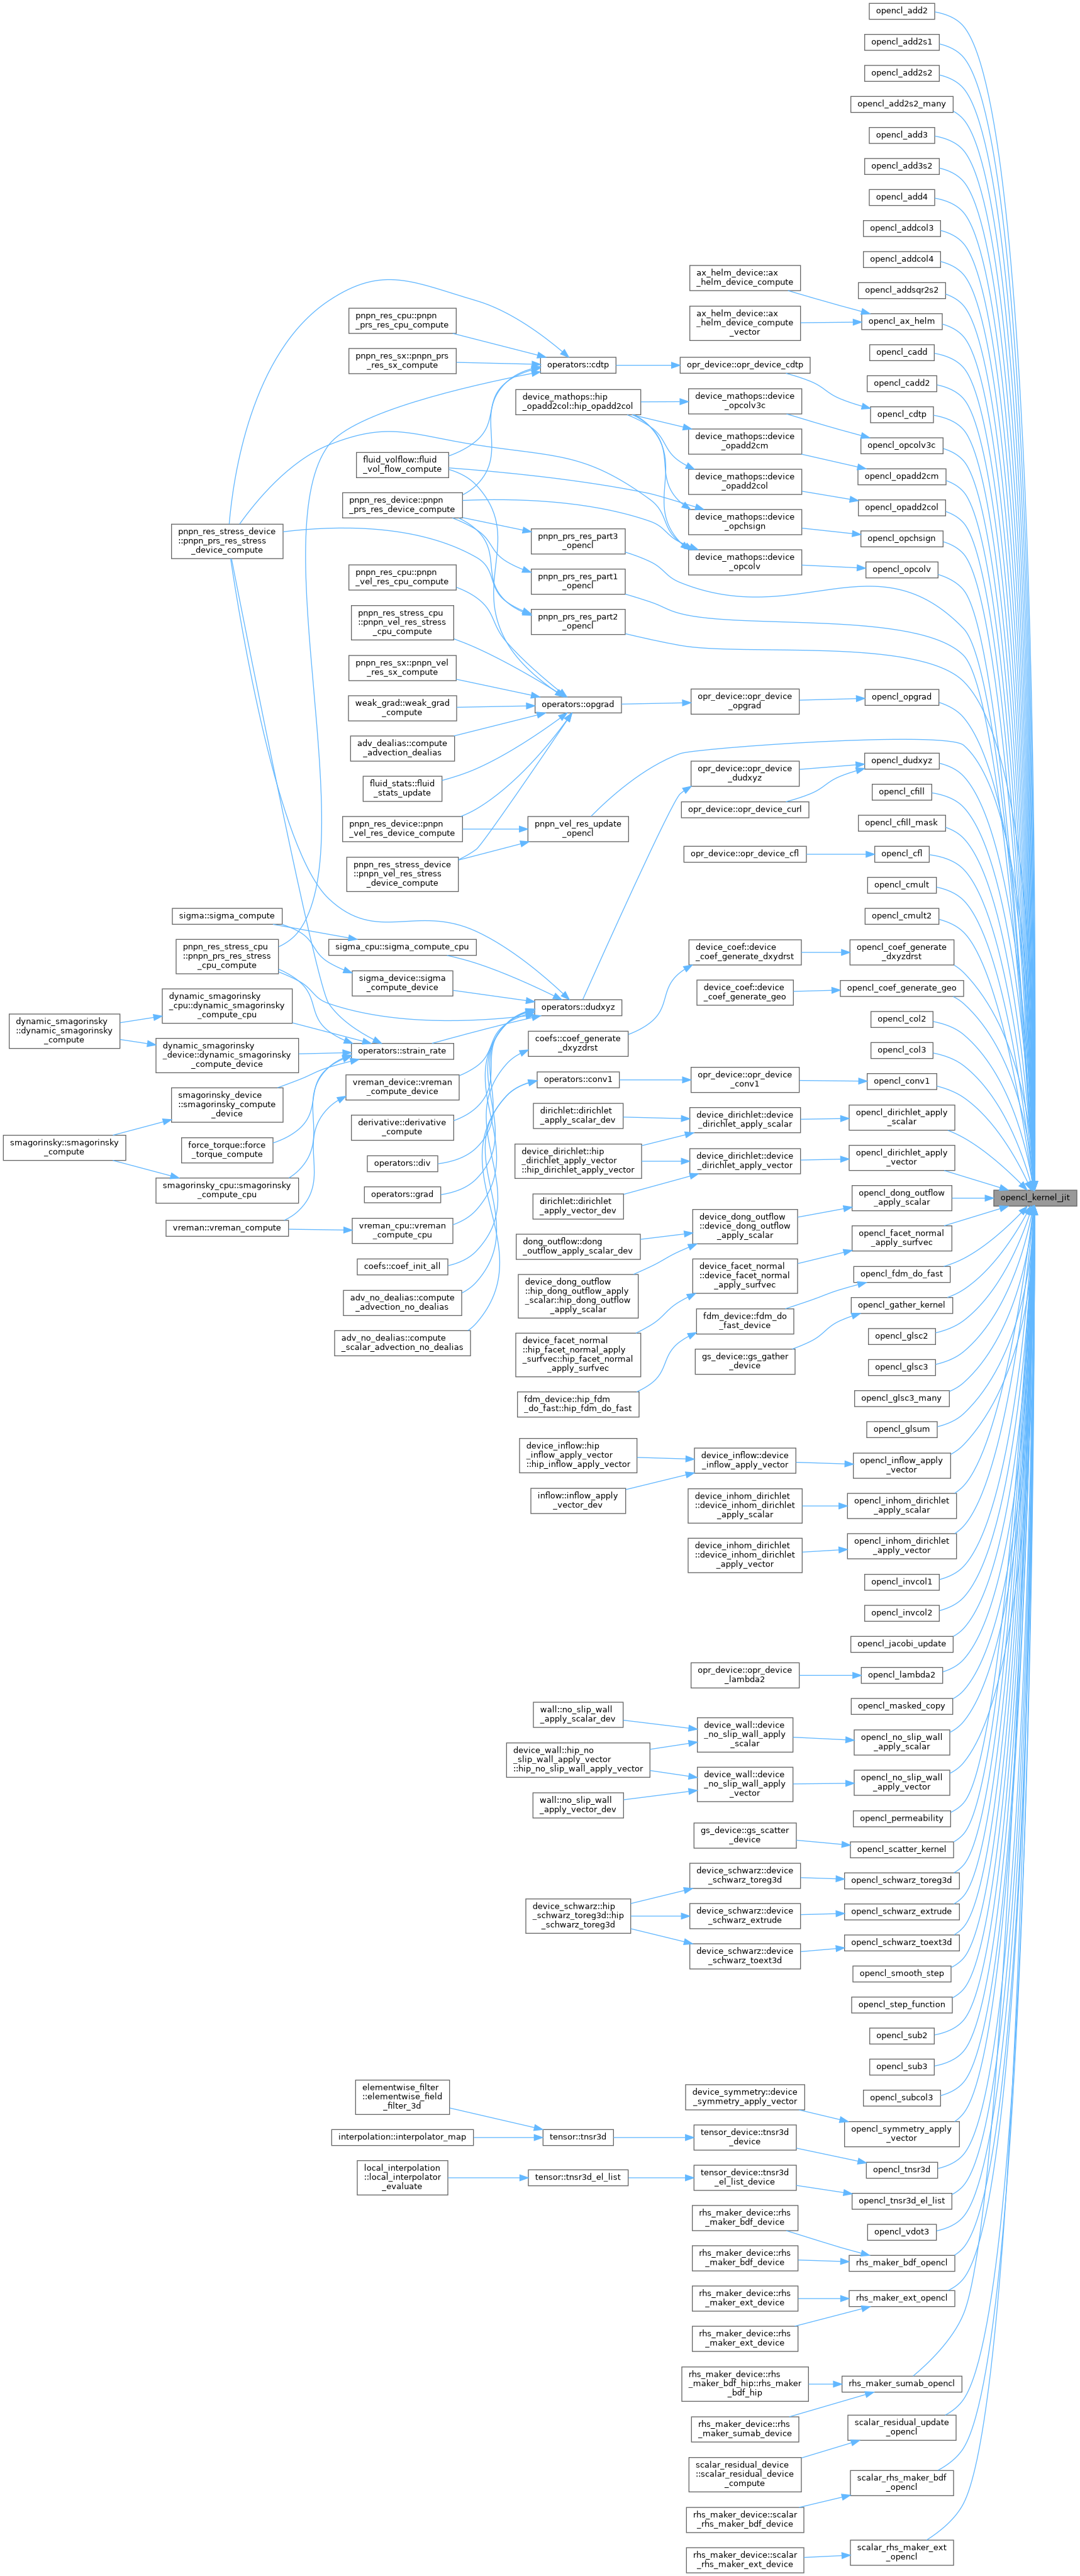 opencl_add2
opencl_add2s1
opencl_add2s2
opencl_add2s2_many
opencl_add3
opencl_add3s2
opencl_add4
opencl_addcol3
opencl_addcol4
opencl_addsqr2s2
ax_helm_device::ax
_helm_device_compute
ax_helm_device::ax
_helm_device_compute
_vector
opencl_ax_helm
pnpn_res_cpu::pnpn
_prs_res_cpu_compute
pnpn_res_sx::pnpn_prs
_res_sx_compute
operators::cdtp
opr_device::opr_device_cdtp
opencl_cadd
opencl_cadd2
opencl_cdtp
device_mathops::hip
_opadd2col::hip_opadd2col
device_mathops::device
_opcolv3c
opencl_opcolv3c
device_mathops::device
_opadd2cm
opencl_opadd2cm
fluid_volflow::fluid
_vol_flow_compute
device_mathops::device
_opadd2col
opencl_opadd2col
pnpn_res_device::pnpn
_prs_res_device_compute
device_mathops::device
_opchsign
opencl_opchsign
pnpn_res_stress_device
::pnpn_prs_res_stress
_device_compute
pnpn_prs_res_part3
_opencl
device_mathops::device
_opcolv
opencl_opcolv
pnpn_res_cpu::pnpn
_vel_res_cpu_compute
pnpn_prs_res_part1
_opencl
pnpn_res_stress_cpu
::pnpn_vel_res_stress
_cpu_compute
pnpn_prs_res_part2
_opencl
pnpn_res_sx::pnpn_vel
_res_sx_compute
weak_grad::weak_grad
_compute
operators::opgrad
opr_device::opr_device
_opgrad
opencl_opgrad
adv_dealias::compute
_advection_dealias
fluid_stats::fluid
_stats_update
opr_device::opr_device
_dudxyz
opencl_dudxyz
opr_device::opr_device_curl
opencl_cfill
pnpn_res_device::pnpn
_vel_res_device_compute
pnpn_vel_res_update
_opencl
opencl_cfill_mask
pnpn_res_stress_device
::pnpn_vel_res_stress
_device_compute
opr_device::opr_device_cfl
opencl_cfl
opencl_cmult
sigma::sigma_compute
opencl_cmult2
pnpn_res_stress_cpu
::pnpn_prs_res_stress
_cpu_compute
sigma_cpu::sigma_compute_cpu
device_coef::device
_coef_generate_dxydrst
opencl_coef_generate
_dxyzdrst
sigma_device::sigma
_compute_device
device_coef::device
_coef_generate_geo
opencl_coef_generate_geo
dynamic_smagorinsky
_cpu::dynamic_smagorinsky
_compute_cpu
operators::dudxyz
dynamic_smagorinsky
::dynamic_smagorinsky
_compute
opencl_col2
dynamic_smagorinsky
_device::dynamic_smagorinsky
_compute_device
operators::strain_rate
coefs::coef_generate
_dxyzdrst
opencl_col3
smagorinsky_device
::smagorinsky_compute
_device
vreman_device::vreman
_compute_device
operators::conv1
opr_device::opr_device
_conv1
opencl_conv1
derivative::derivative
_compute
dirichlet::dirichlet
_apply_scalar_dev
device_dirichlet::device
_dirichlet_apply_scalar
opencl_dirichlet_apply
_scalar
smagorinsky::smagorinsky
_compute
force_torque::force
_torque_compute
operators::div
device_dirichlet::hip
_dirichlet_apply_vector
::hip_dirichlet_apply_vector
device_dirichlet::device
_dirichlet_apply_vector
opencl_dirichlet_apply
_vector
smagorinsky_cpu::smagorinsky
_compute_cpu
operators::grad
dirichlet::dirichlet
_apply_vector_dev
opencl_dong_outflow
_apply_scalar
opencl_kernel_jit
vreman::vreman_compute
vreman_cpu::vreman
_compute_cpu
device_dong_outflow
::device_dong_outflow
_apply_scalar
opencl_facet_normal
_apply_surfvec
coefs::coef_init_all
dong_outflow::dong
_outflow_apply_scalar_dev
device_facet_normal
::device_facet_normal
_apply_surfvec
opencl_fdm_do_fast
adv_no_dealias::compute
_advection_no_dealias
device_dong_outflow
::hip_dong_outflow_apply
_scalar::hip_dong_outflow
_apply_scalar
fdm_device::fdm_do
_fast_device
opencl_gather_kernel
adv_no_dealias::compute
_scalar_advection_no_dealias
device_facet_normal
::hip_facet_normal_apply
_surfvec::hip_facet_normal
_apply_surfvec
gs_device::gs_gather
_device
opencl_glsc2
opencl_glsc3
fdm_device::hip_fdm
_do_fast::hip_fdm_do_fast
opencl_glsc3_many
opencl_glsum
device_inflow::hip
_inflow_apply_vector
::hip_inflow_apply_vector
device_inflow::device
_inflow_apply_vector
opencl_inflow_apply
_vector
inflow::inflow_apply
_vector_dev
device_inhom_dirichlet
::device_inhom_dirichlet
_apply_scalar
opencl_inhom_dirichlet
_apply_scalar
device_inhom_dirichlet
::device_inhom_dirichlet
_apply_vector
opencl_inhom_dirichlet
_apply_vector
opencl_invcol1
opencl_invcol2
opencl_jacobi_update
opr_device::opr_device
_lambda2
opencl_lambda2
opencl_masked_copy
wall::no_slip_wall
_apply_scalar_dev
device_wall::device
_no_slip_wall_apply
_scalar
opencl_no_slip_wall
_apply_scalar
device_wall::hip_no
_slip_wall_apply_vector
::hip_no_slip_wall_apply_vector
device_wall::device
_no_slip_wall_apply
_vector
opencl_no_slip_wall
_apply_vector
wall::no_slip_wall
_apply_vector_dev
opencl_permeability
gs_device::gs_scatter
_device
opencl_scatter_kernel
device_schwarz::device
_schwarz_toreg3d
opencl_schwarz_toreg3d
device_schwarz::hip
_schwarz_toreg3d::hip
_schwarz_toreg3d
device_schwarz::device
_schwarz_extrude
opencl_schwarz_extrude
device_schwarz::device
_schwarz_toext3d
opencl_schwarz_toext3d
opencl_smooth_step
opencl_step_function
opencl_sub2
opencl_sub3
opencl_subcol3
elementwise_filter
::elementwise_field
_filter_3d
device_symmetry::device
_symmetry_apply_vector
opencl_symmetry_apply
_vector
interpolation::interpolator_map
tensor::tnsr3d
tensor_device::tnsr3d
_device
opencl_tnsr3d
local_interpolation
::local_interpolator
_evaluate
tensor::tnsr3d_el_list
tensor_device::tnsr3d
_el_list_device
opencl_tnsr3d_el_list
rhs_maker_device::rhs
_maker_bdf_device
opencl_vdot3
rhs_maker_device::rhs
_maker_bdf_device
rhs_maker_bdf_opencl
rhs_maker_device::rhs
_maker_ext_device
rhs_maker_ext_opencl
rhs_maker_device::rhs
_maker_ext_device
rhs_maker_device::rhs
_maker_bdf_hip::rhs_maker
_bdf_hip
rhs_maker_sumab_opencl
rhs_maker_device::rhs
_maker_sumab_device
scalar_residual_update
_opencl
scalar_residual_device
::scalar_residual_device
_compute
scalar_rhs_maker_bdf
_opencl
rhs_maker_device::scalar
_rhs_maker_bdf_device
scalar_rhs_maker_ext
_opencl
rhs_maker_device::scalar
_rhs_maker_ext_device